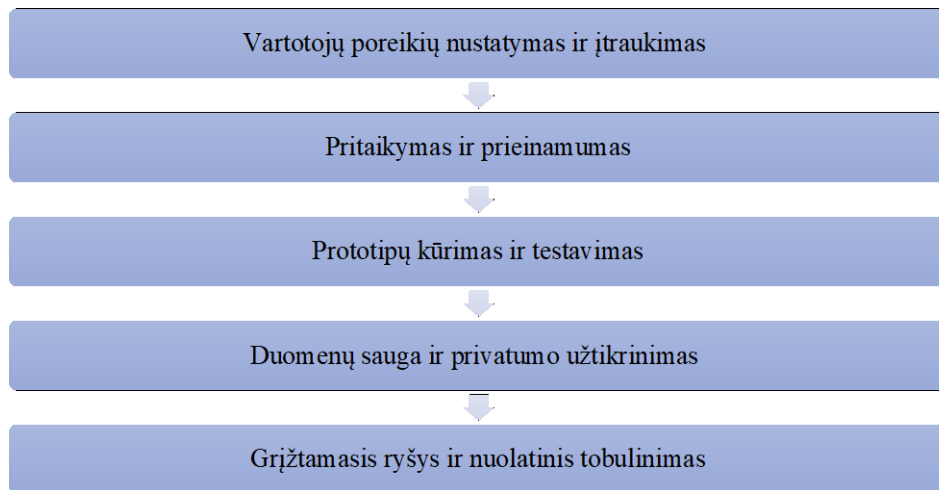 Vartotojų poreikių nustatymas ir įtraukimas
Pritaikymas ir prieinamumas
Prototipų kūrimas ir testavimas
Duomenų sauga ir privatumo užtikrinimas
Grįžtamasis ryšys ir nuolatinis tobulinimas